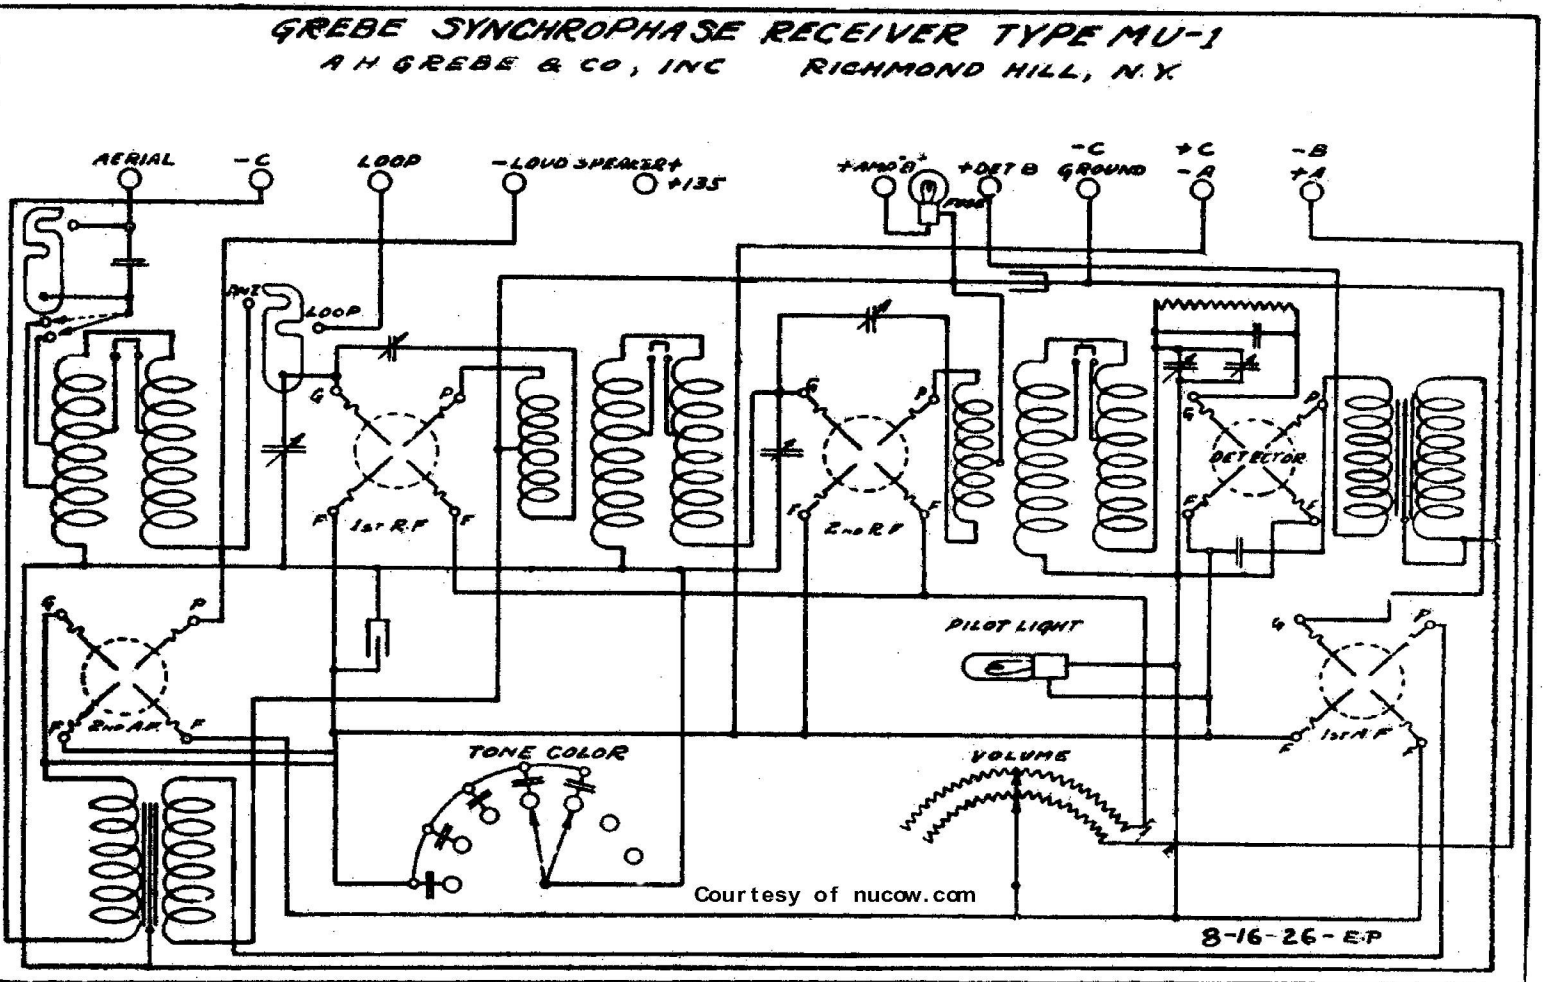 GREBE SYNCHROPHASE RECEIVER TYPE MU-1
A H GREBE & CO, INC RICHMOND HILL, N.Y.
AERIAL
-C
LOOP
-LOUD SPEAKER+
+135
+AMP "B"+
FUSE
+DET B
-C
GROUND
+C
-A
-B
+A
ANT
LOOP
G
P
F
F
1ST R.F
G
P
F
F
2ND R.F
G
P
DETECTOR
F
F
G
P
F
F
2ND A.F.
PILOT LIGHT
G
P
F
F
1ST A.F
TONE COLOR
VOLUME
Courtesy of nucow.com
8-16-26-E.P